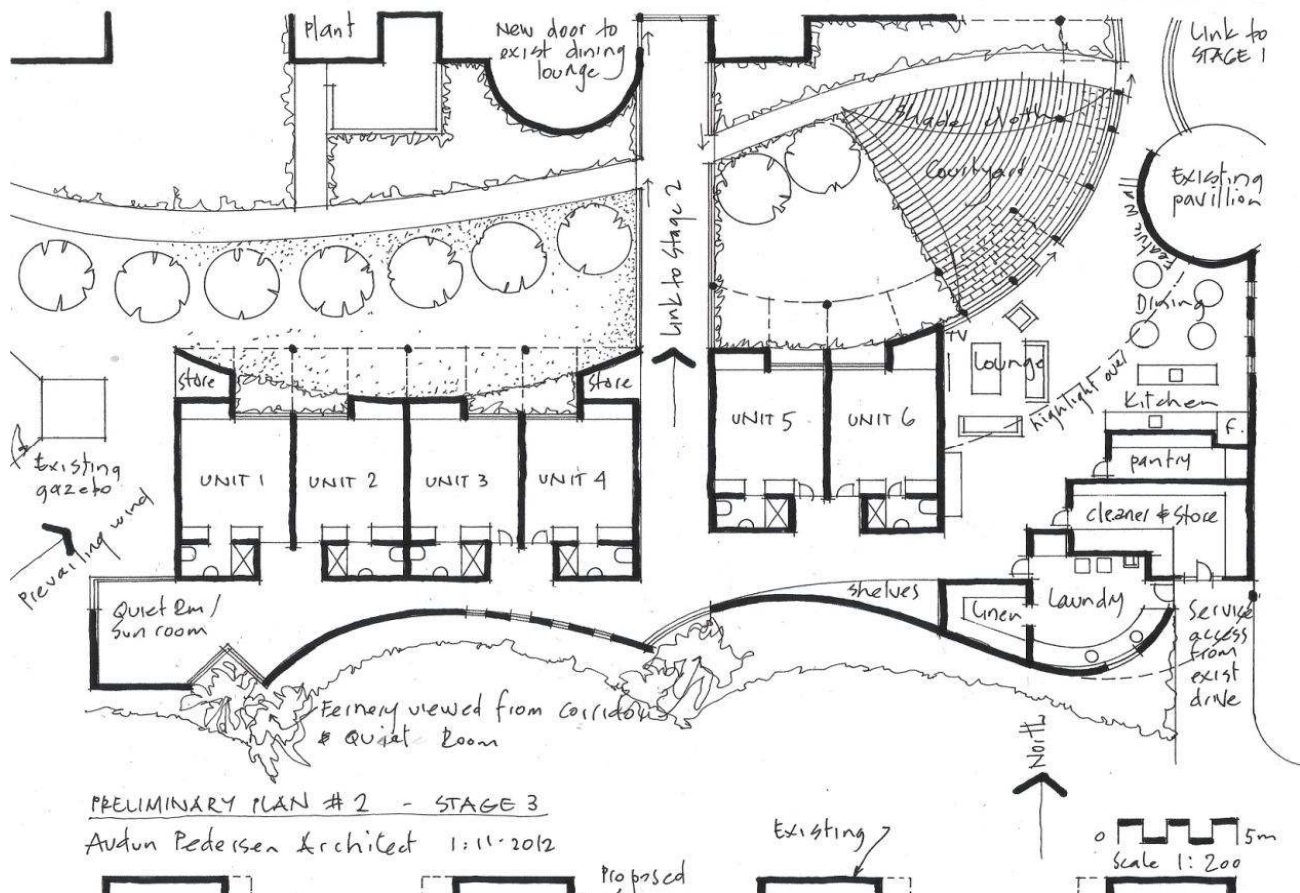 Plant
New door to
exist dining
lounge
Link to
STAGE 1
Shade cloth
Courtyard
Existing
pavillion
Feature Wall
Link to Stage 2
Dining
TV
Lounge
highlight over
Kitchen
F.
pantry
cleaner & store
store
store
UNIT 1
UNIT 2
UNIT 3
UNIT 4
UNIT 5
UNIT 6
Existing
gazebo
Prevailing wind
Quiet Rm/
Sun room
Shelves
Linen
Laundry
Service
access
from
exist
drive
Fernery viewed from corridor
& Quiet Room
North
PRELIMINARY PLAN # 2 - STAGE 3
Audun Pedersen Architect 1:11·2012
Existing
0
5m
Scale 1:200
Proposed